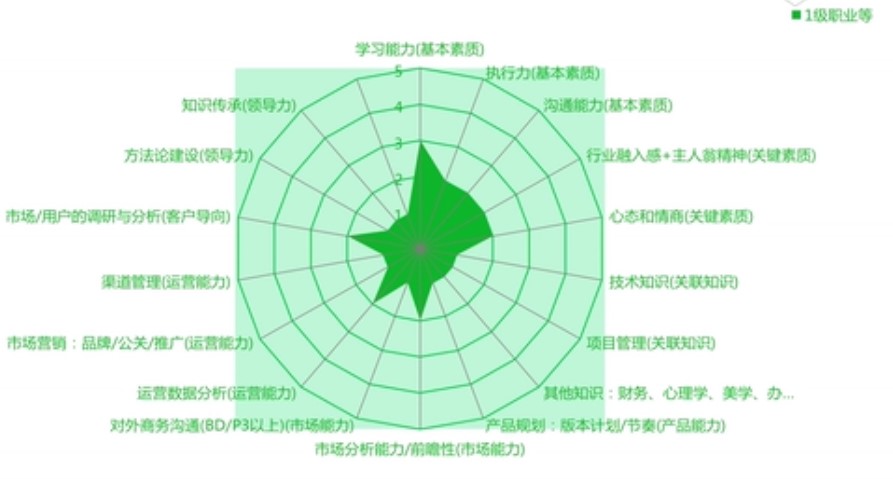 1级职业等
学习能力(基本素质)
5
执行力(基本素质)
知识传承(领导力)
4
沟通能力(基本素质)
3
方法论建设(领导力)
行业融入感+主人翁精神(关键素质)
2
市场/用户的调研与分析(客户导向)
1
心态和情商(关键素质)
渠道管理(运营能力)
技术知识(关联知识)
市场营销：品牌/公关/推广(运营能力)
项目管理(关联知识)
运营数据分析(运营能力)
其他知识：财务、心理学、美学、办...
对外商务沟通(BD/P3以上)(市场能力)
产品规划：版本计划/节奏(产品能力)
市场分析能力/前瞻性(市场能力)